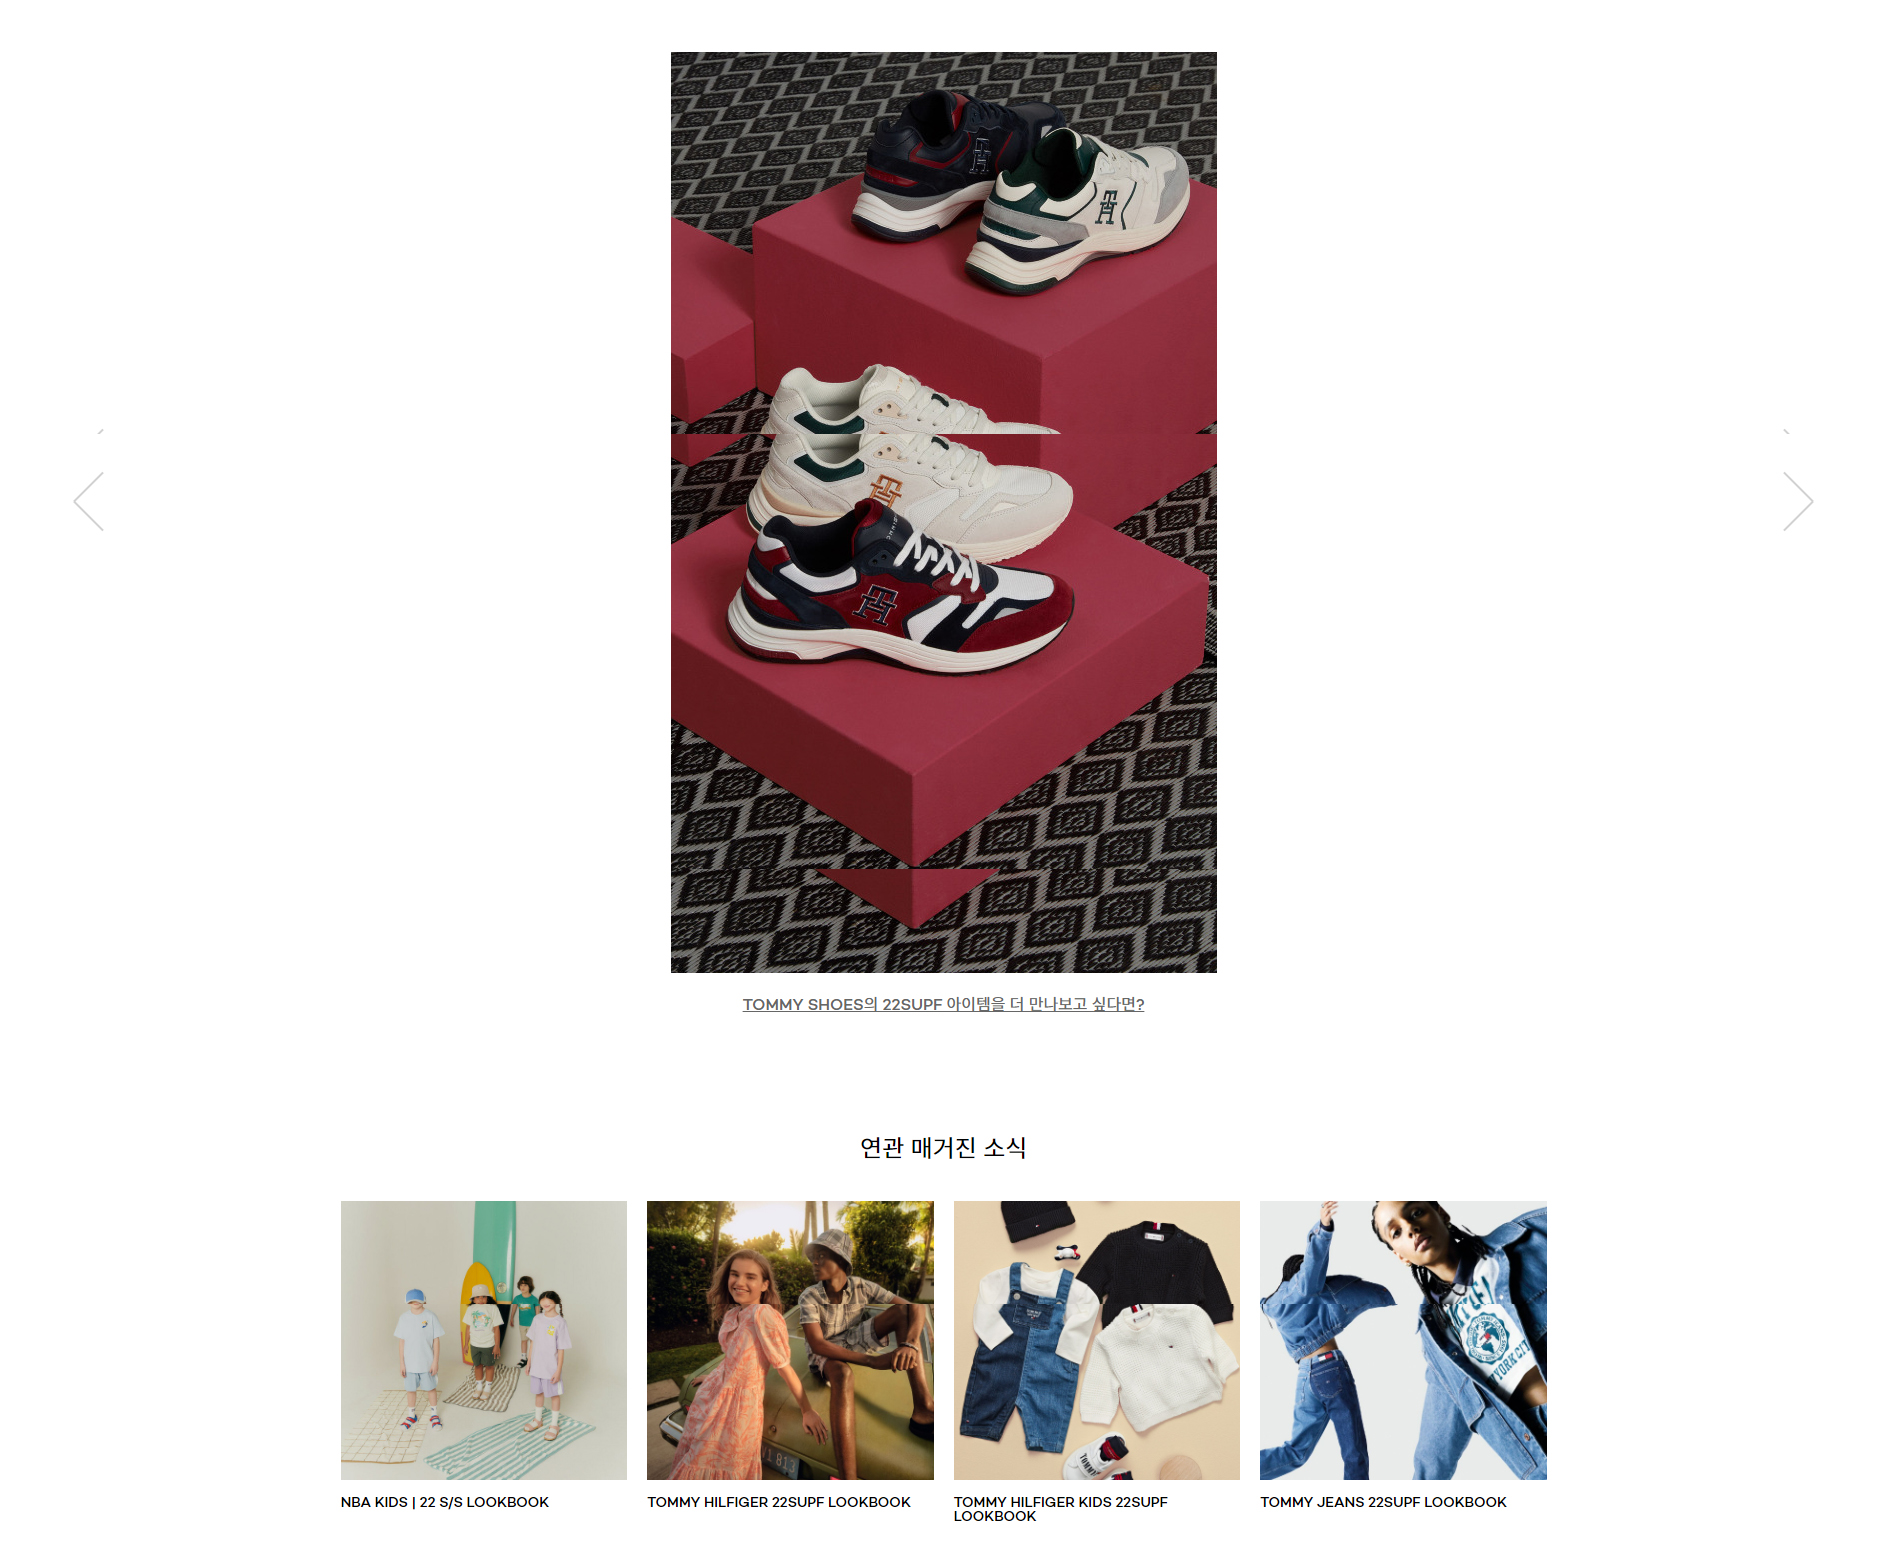 TOMMY SHOES의 22SUPF 아이템을 더 만나보고 싶다면?
연관 매거진 소식
NBA KIDS | 22 S/S LOOKBOOK
TOMMY HILFIGER 22SUPF LOOKBOOK
TOMMY HILFIGER KIDS 22SUPF
LOOKBOOK
TOMMY JEANS 22SUPF LOOKBOOK